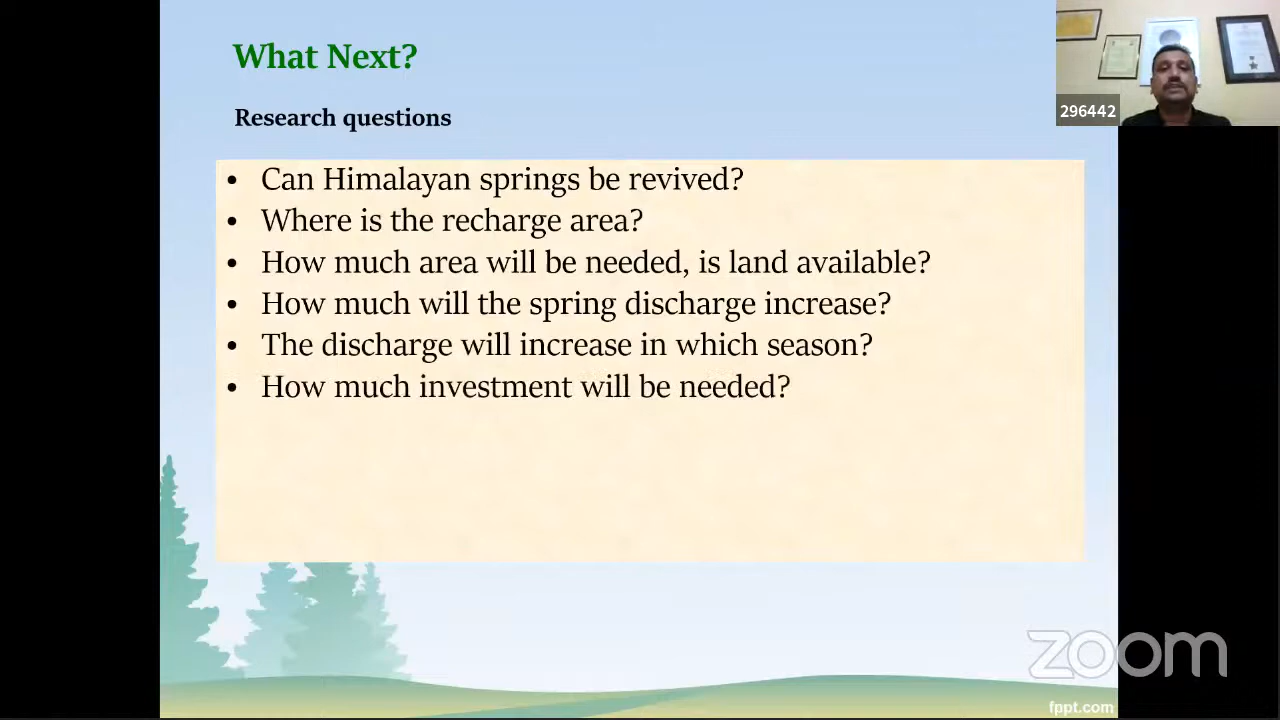 What Next?
Research questions
296442
• Can Himalayan springs be revived?
• Where is the recharge area?
• How much area will be needed, is land available?
• How much will the spring discharge increase?
• The discharge will increase in which season?
• How much investment will be needed?
zoom
fppt.com